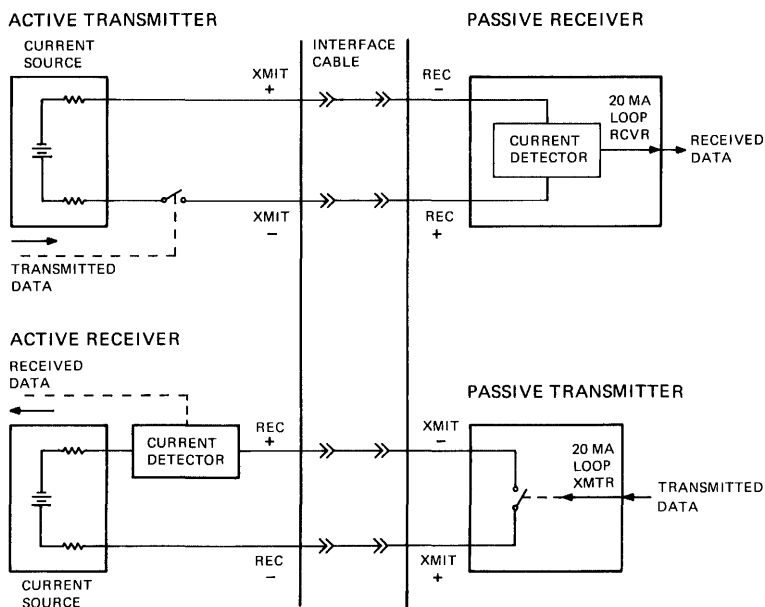 ACTIVE TRANSMITTER
CURRENT
SOURCE
XMIT
+
INTERFACE
CABLE
PASSIVE RECEIVER
REC
−
20 MA
LOOP
RCVR
CURRENT
DETECTOR
RECEIVED
DATA
XMIT
−
REC
+
TRANSMITTED
DATA
ACTIVE RECEIVER
RECEIVED
DATA
CURRENT
DETECTOR
REC
+
PASSIVE TRANSMITTER
XMIT
−
20 MA
LOOP
XMTR
TRANSMITTED
DATA
REC
−
XMIT
+
CURRENT
SOURCE